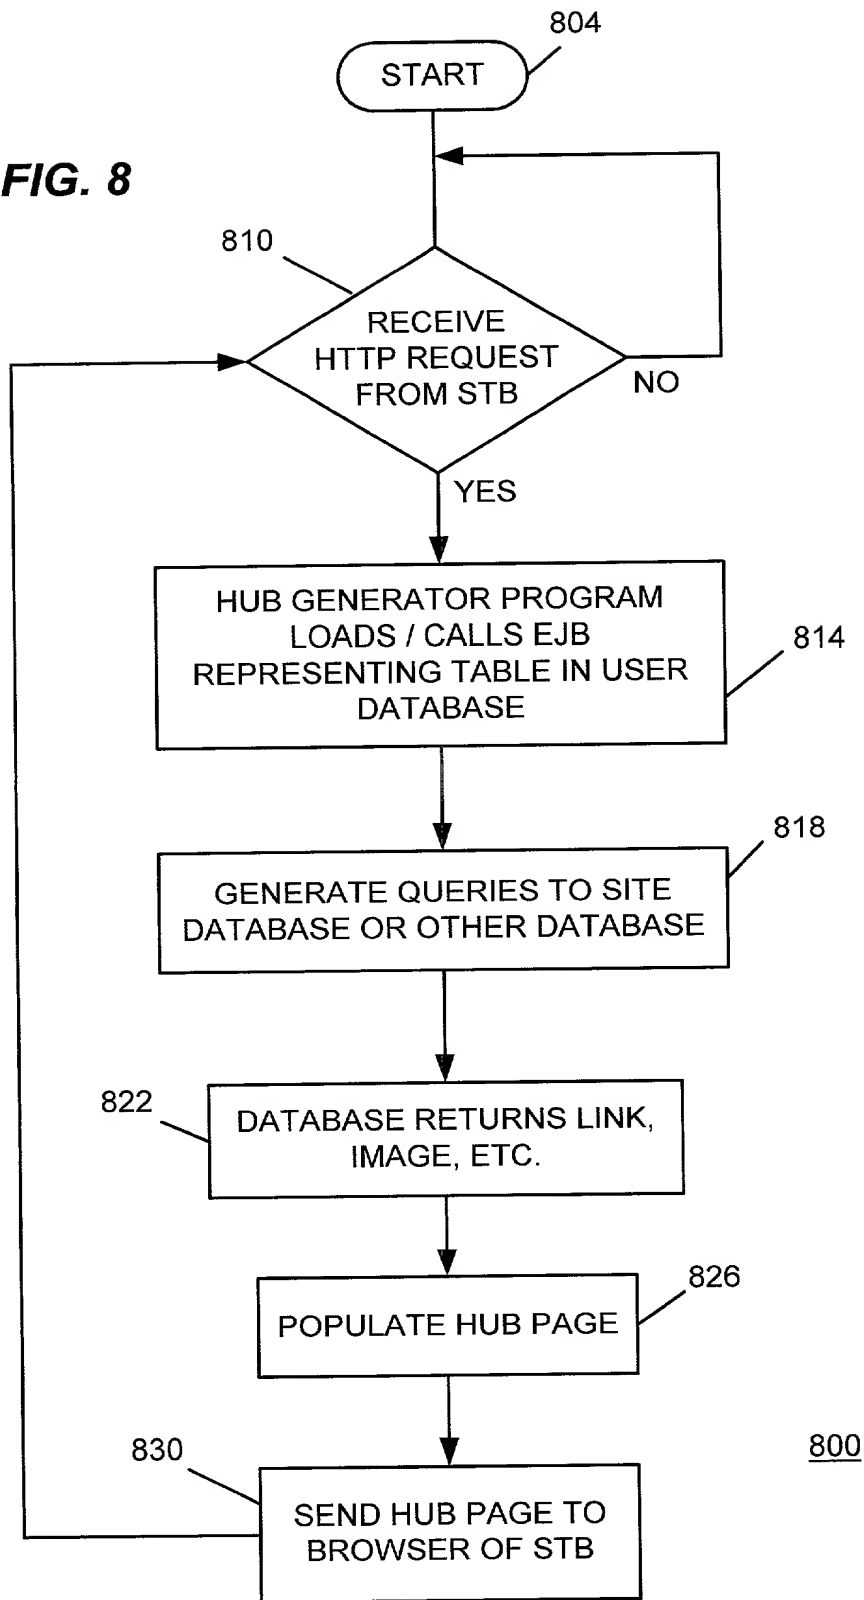 804
START
FIG. 8
810
RECEIVE
HTTP REQUEST
FROM STB
NO
YES
HUB GENERATOR PROGRAM
LOADS / CALLS EJB
REPRESENTING TABLE IN USER
DATABASE
814
818
GENERATE QUERIES TO SITE
DATABASE OR OTHER DATABASE
822
DATABASE RETURNS LINK,
IMAGE, ETC.
826
POPULATE HUB PAGE
830
800
SEND HUB PAGE TO
BROWSER OF STB